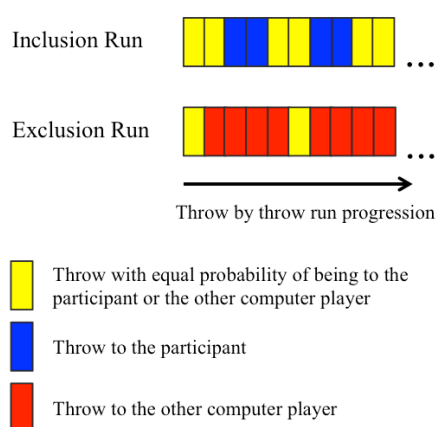 Inclusion Run
...
Exclusion Run
...
Throw by throw run progression
Throw with equal probability of being to the
participant or the other computer player
Throw to the participant
Throw to the other computer player